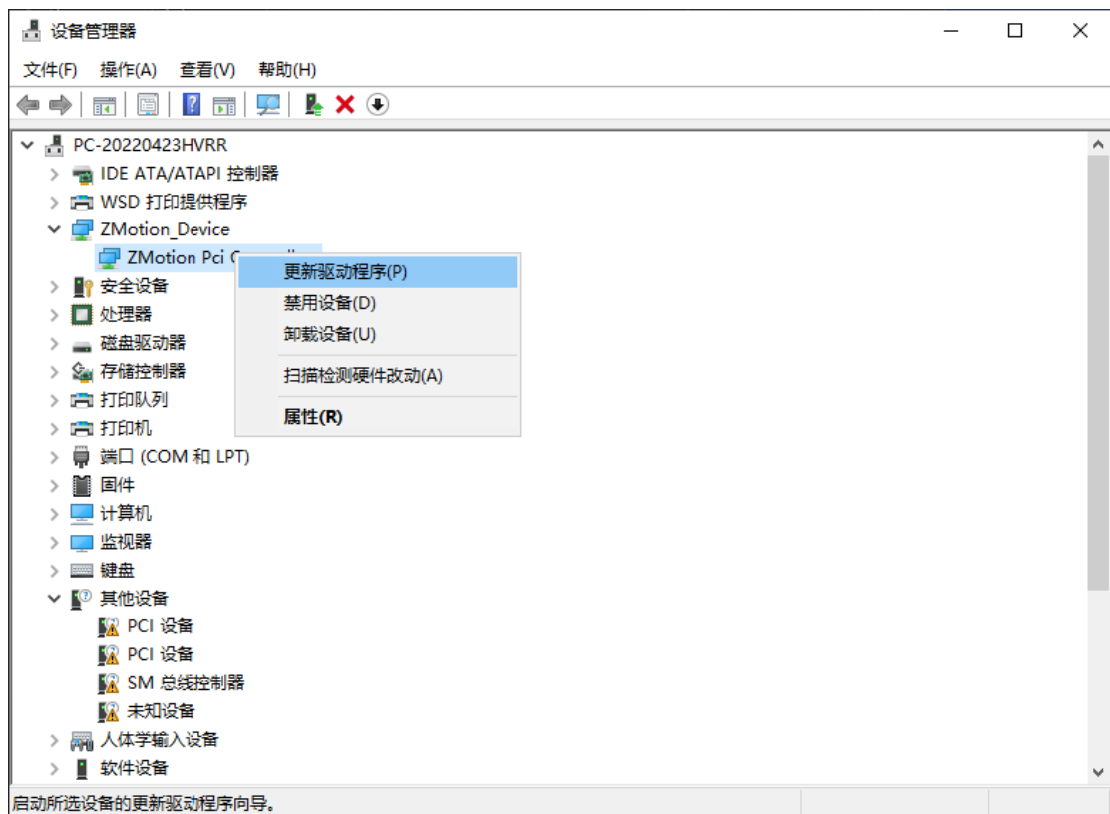 设备管理器
文件(F) 操作(A) 查看(V) 帮助(H)
PC-20220423HVRR
IDE ATA/ATAPI 控制器
WSD 打印提供程序
ZMotion_Device
ZMotion Pci
更新驱动程序(P)
禁用设备(D)
卸载设备(U)
扫描检测硬件改动(A)
属性(R)
安全设备
处理器
磁盘驱动器
存储控制器
打印队列
打印机
端口 (COM 和 LPT)
固件
计算机
监视器
键盘
其他设备
PCI 设备
PCI 设备
SM 总线控制器
未知设备
人体学输入设备
软件设备
启动所选设备的更新驱动程序向导。